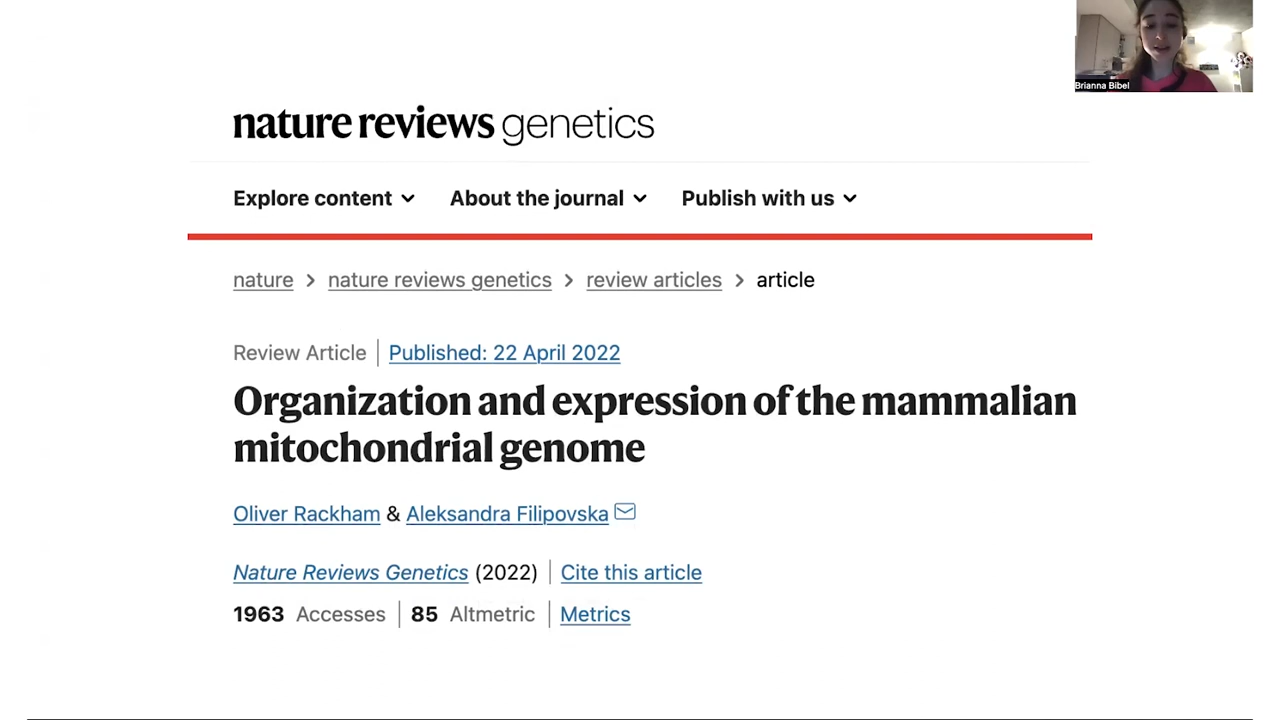 Brianna Bibel
nature reviews genetics
Explore content About the journal Publish with us
nature > nature reviews genetics > review articles > article
Review Article | Published: 22 April 2022
Organization and expression of the mammalian
mitochondrial genome
Oliver Rackham & Aleksandra Filipovska
Nature Reviews Genetics (2022) | Cite this article
1963 Accesses | 85 Altmetric | Metrics